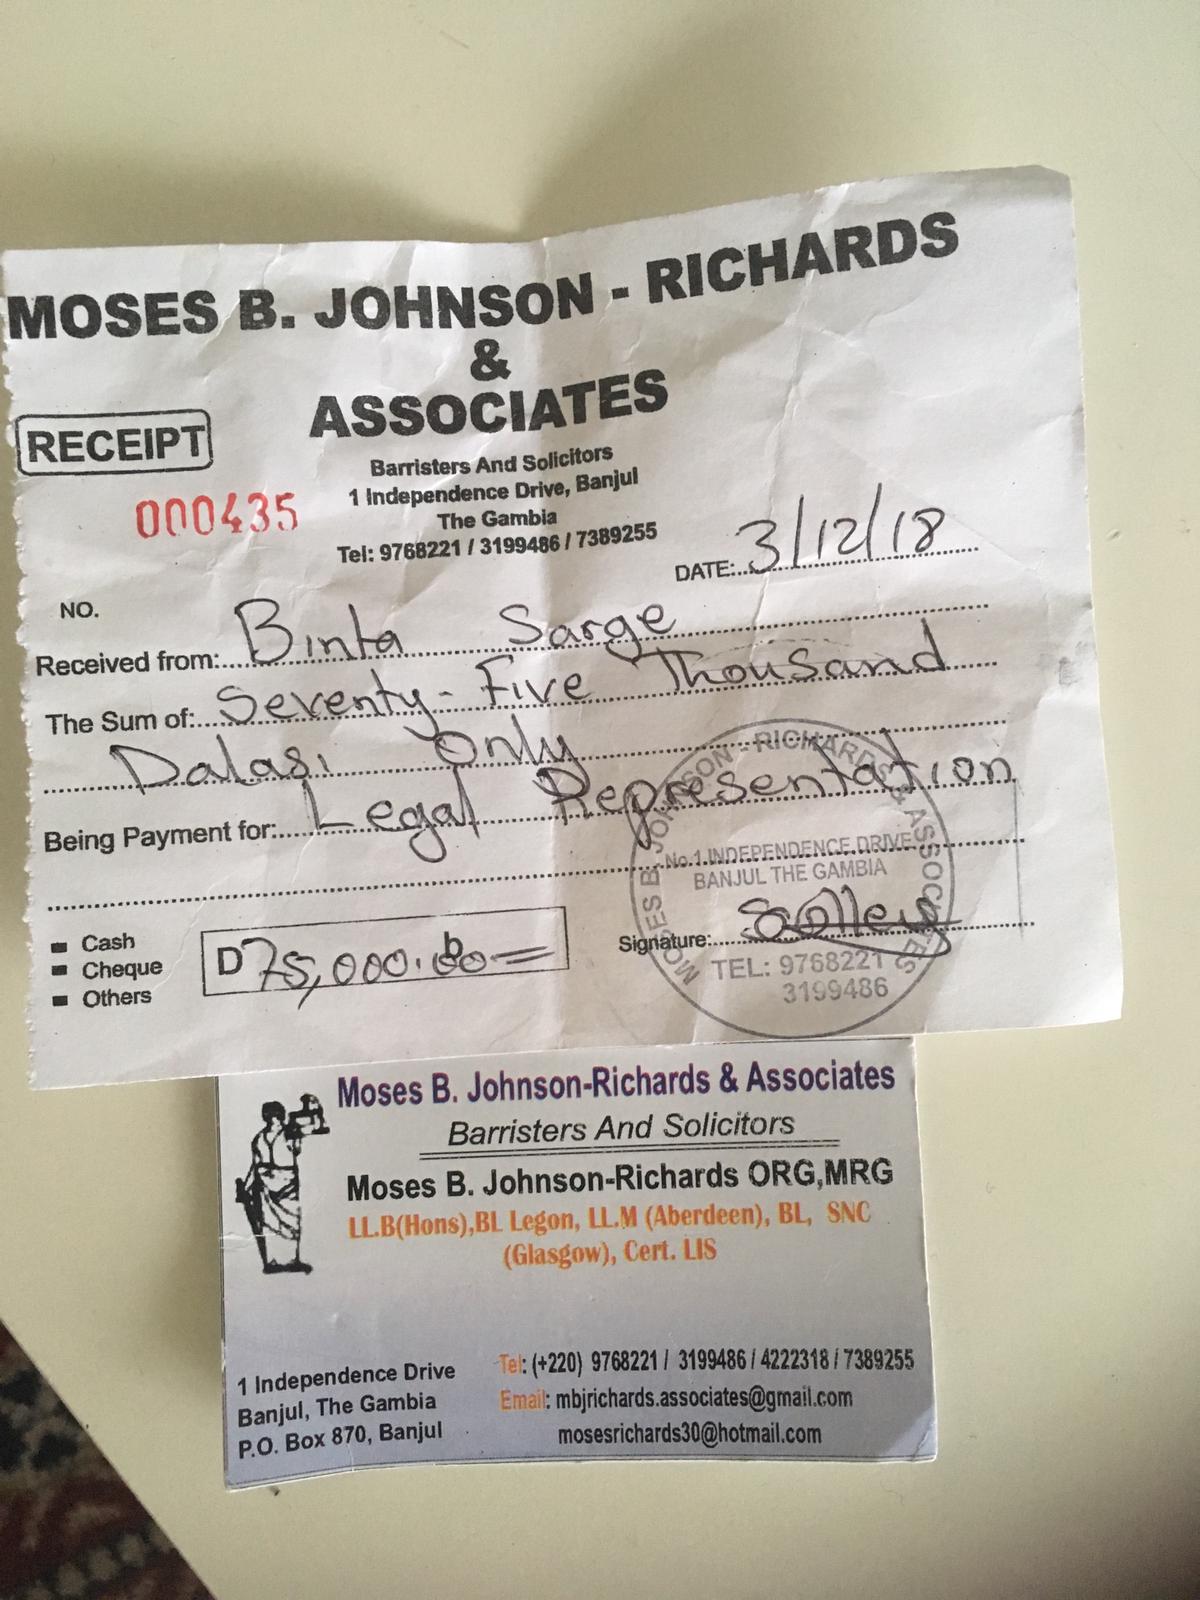 MOSES B. JOHNSON - RICHARDS
&
ASSOCIATES
RECEIPT
Barristers And Solicitors
1 Independence Drive, Banjul
The Gambia
Tel: 9768221 / 3199486 / 7389255
000435
DATE: 3/12/18
NO.
Received from: Binta Sarge
The Sum of: Seventy-Five Thousand
Dalasi Only
Being Payment for: Legal Representation
Cash
Cheque
Others
D75,000.00
Signature:
MOSES B. JOHNSON - RICHARDS & ASSOCIATES
No.1 INDEPENDENCE DRIVE
BANJUL THE GAMBIA
TEL: 9768221
3199486
Moses B. Johnson-Richards & Associates
Barristers And Solicitors
Moses B. Johnson-Richards ORG,MRG
LL.B(Hons),BL Legon, LL.M (Aberdeen), BL, SNC
(Glasgow), Cert. LIS
1 Independence Drive
Banjul, The Gambia
P.O. Box 870, Banjul
Tel: (+220) 9768221 / 3199486 / 4222318 / 7389255
Email: mbjrichards.associates@gmail.com
mosesrichards30@hotmail.com